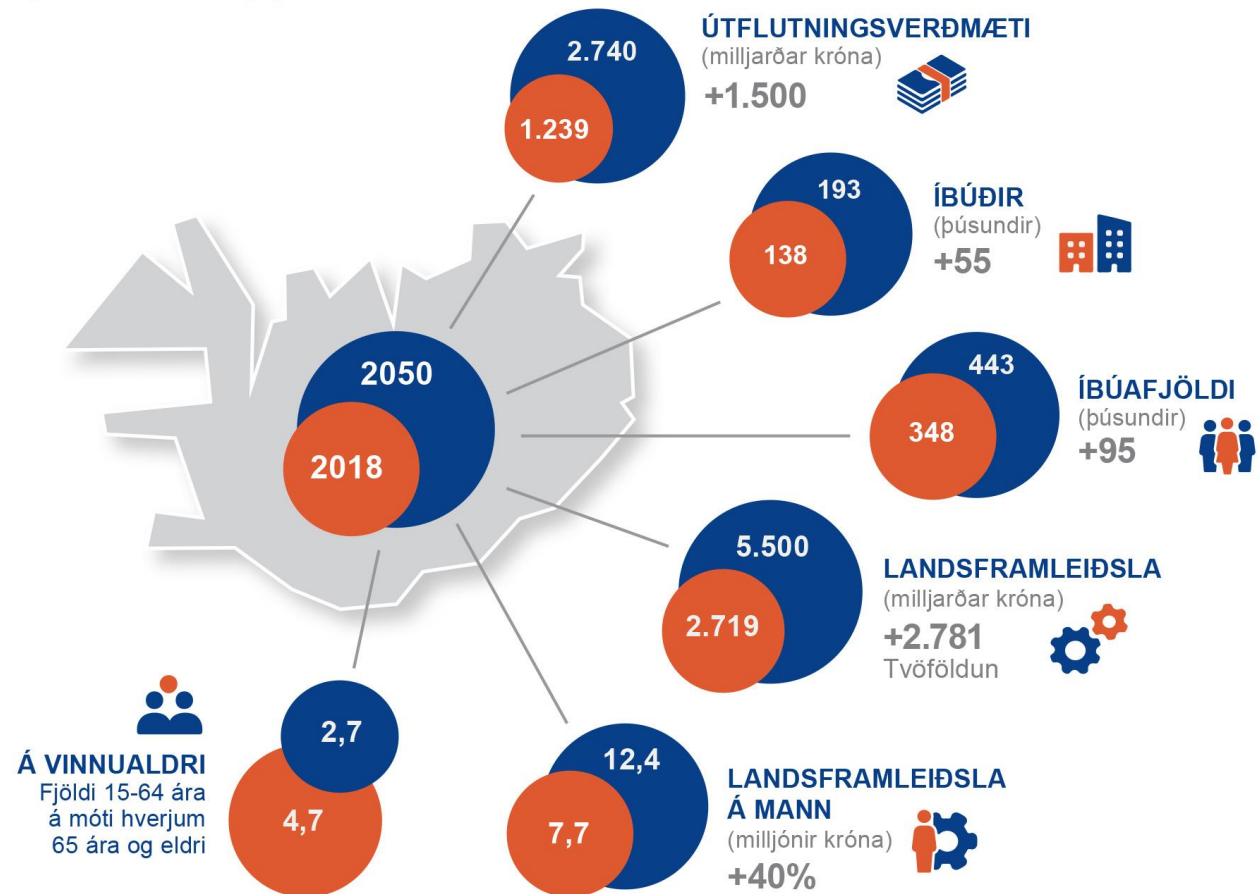 2.740
1.239
ÚTFLUTNINGSVERÐMÆTI
(milljarðar króna)
+1.500
193
138
ÍBÚÐIR
(þúsundir)
+55
2050
2018
443
348
ÍBÚAFJÖLDI
(þúsundir)
+95
5.500
2.719
LANDSFRAMLEIÐSLA
(milljarðar króna)
+2.781
Tvöföldun
Á VINNUALDRI
Fjöldi 15-64 ára
á móti hverjum
65 ára og eldri
2,7
4,7
12,4
7,7
LANDSFRAMLEIÐSLA
Á MANN
(milljónir króna)
+40%